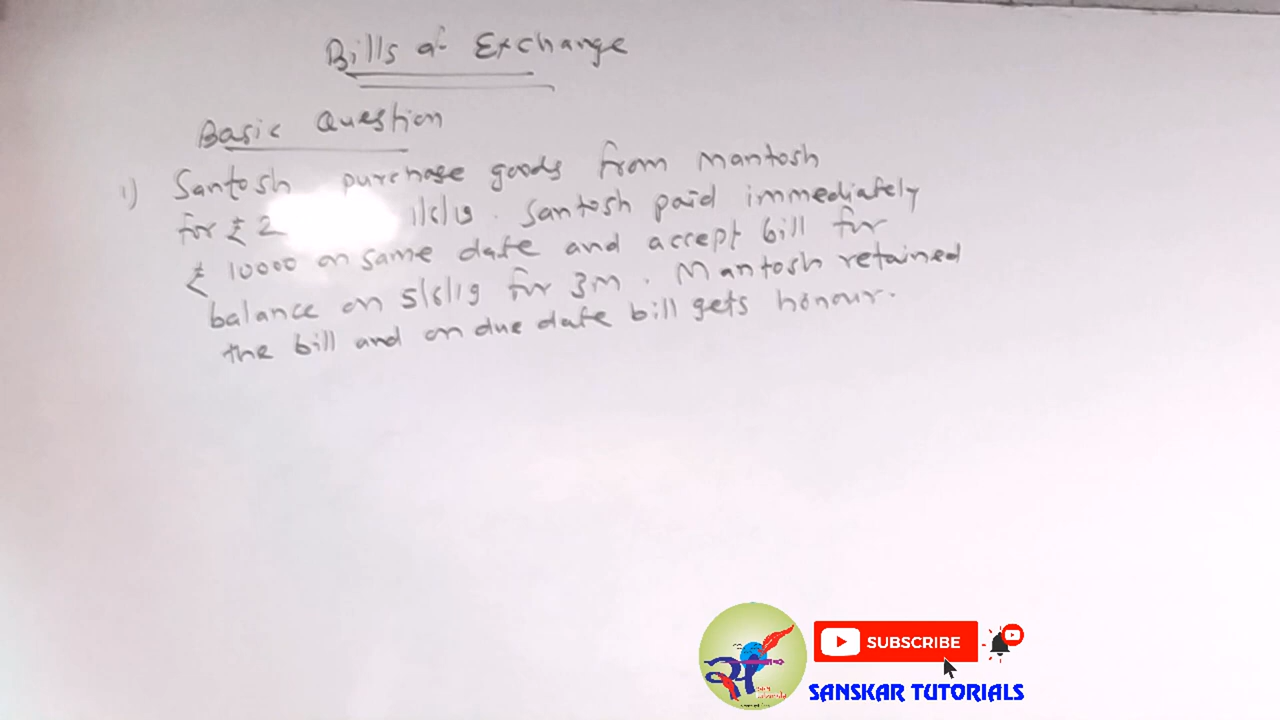 Bills of Exchange
Basic Question
1) Santosh purchase goods from Mantosh
for ₹ 2 1/6/19. Santosh paid immediately
₹ 10000 on same date and accept bill for
balance on 5/6/19 for 3M. Mantosh retained
the bill and on due date bill gets honour.
SUBSCRIBE
SANSKAR TUTORIALS